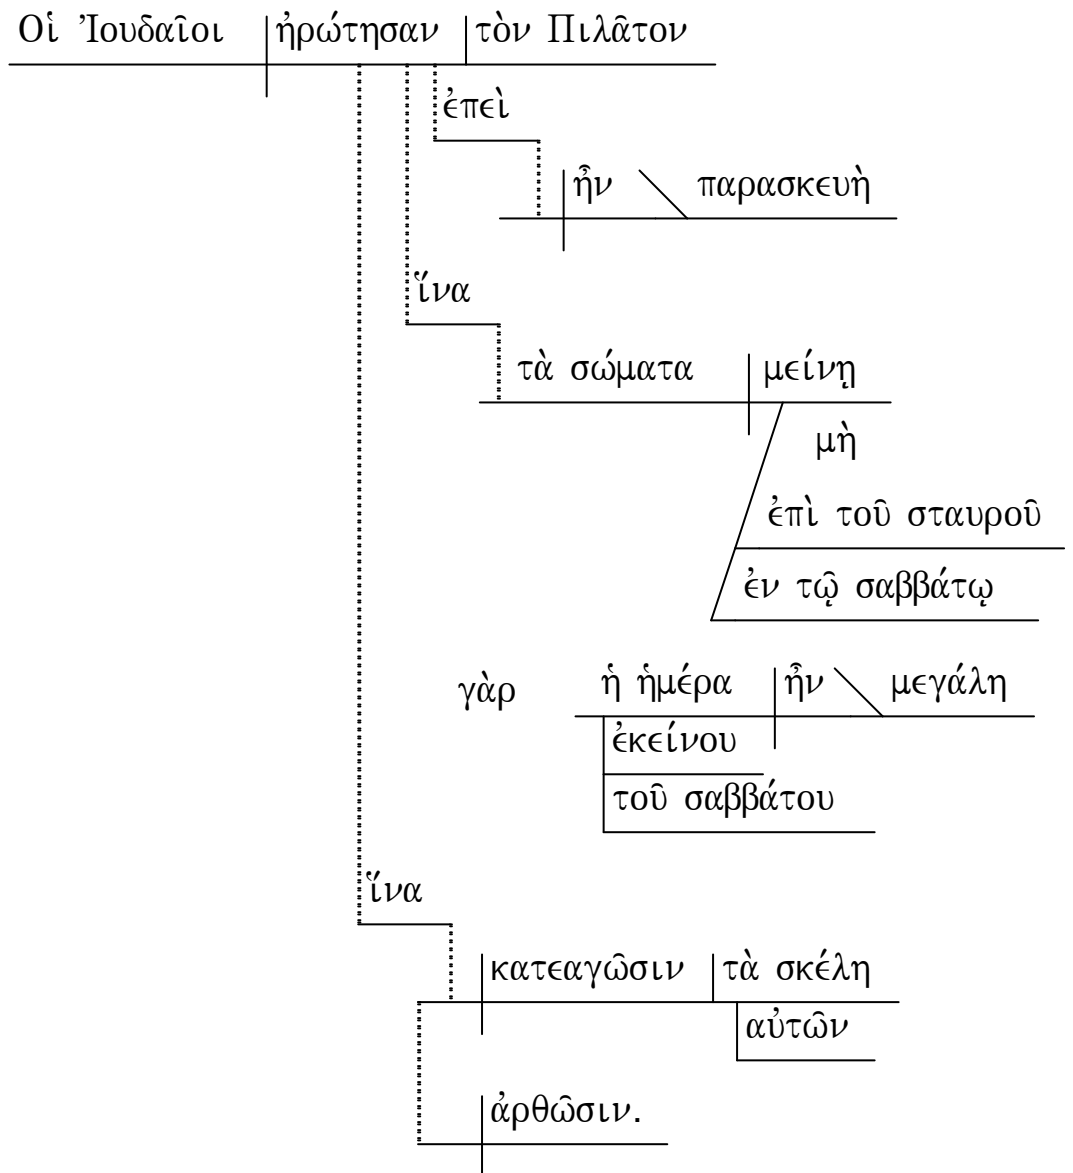 Οἱ Ἰουδαῖοι ἠρώτησαν τὸν Πιλᾶτον
ἐπεὶ
ἦν παρασκευὴ
ἵνα
τὰ σώματα μείνῃ
μὴ
ἐπὶ τοῦ σταυροῦ
ἐν τῷ σαββάτῳ
γὰρ ἡ ἡμέρα ἦν μεγάλη
ἐκείνου
τοῦ σαββάτου
ἵνα
κατεαγῶσιν τὰ σκέλη
αὐτῶν
ἀρθῶσιν.